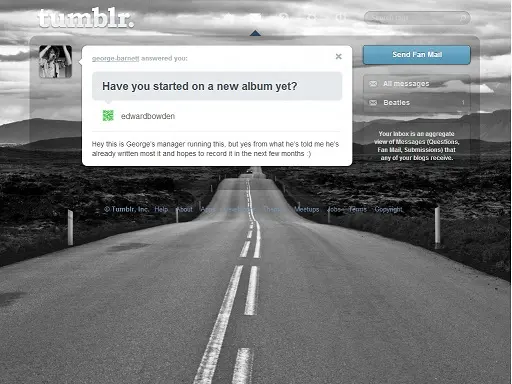 tumblr.
george-barnett answered you:
Send Fan Mail
Have you started on a new album yet?
All messages
edwardbowden
Beatles 1
Hey this is George's manager running this, but yes from what he's told me he's
already written most it and hopes to record it in the next few months :)
Your Inbox is an aggregate
view of Messages (Questions,
Fan Mail, Submissions) that
any of your blogs receive.
© Tumblr, Inc. Help About Meetups Jobs Terms Copyright